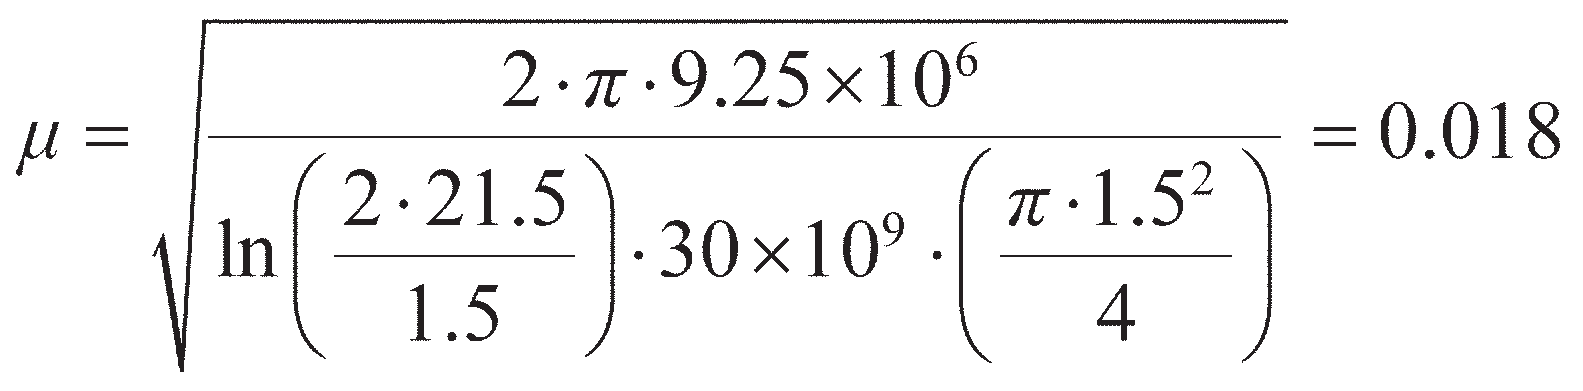 μ = √(2·π·9.25×10⁶ / (ln(2·21.5 / 1.5)·30×10⁹·(π·1.5² / 4))) = 0.018